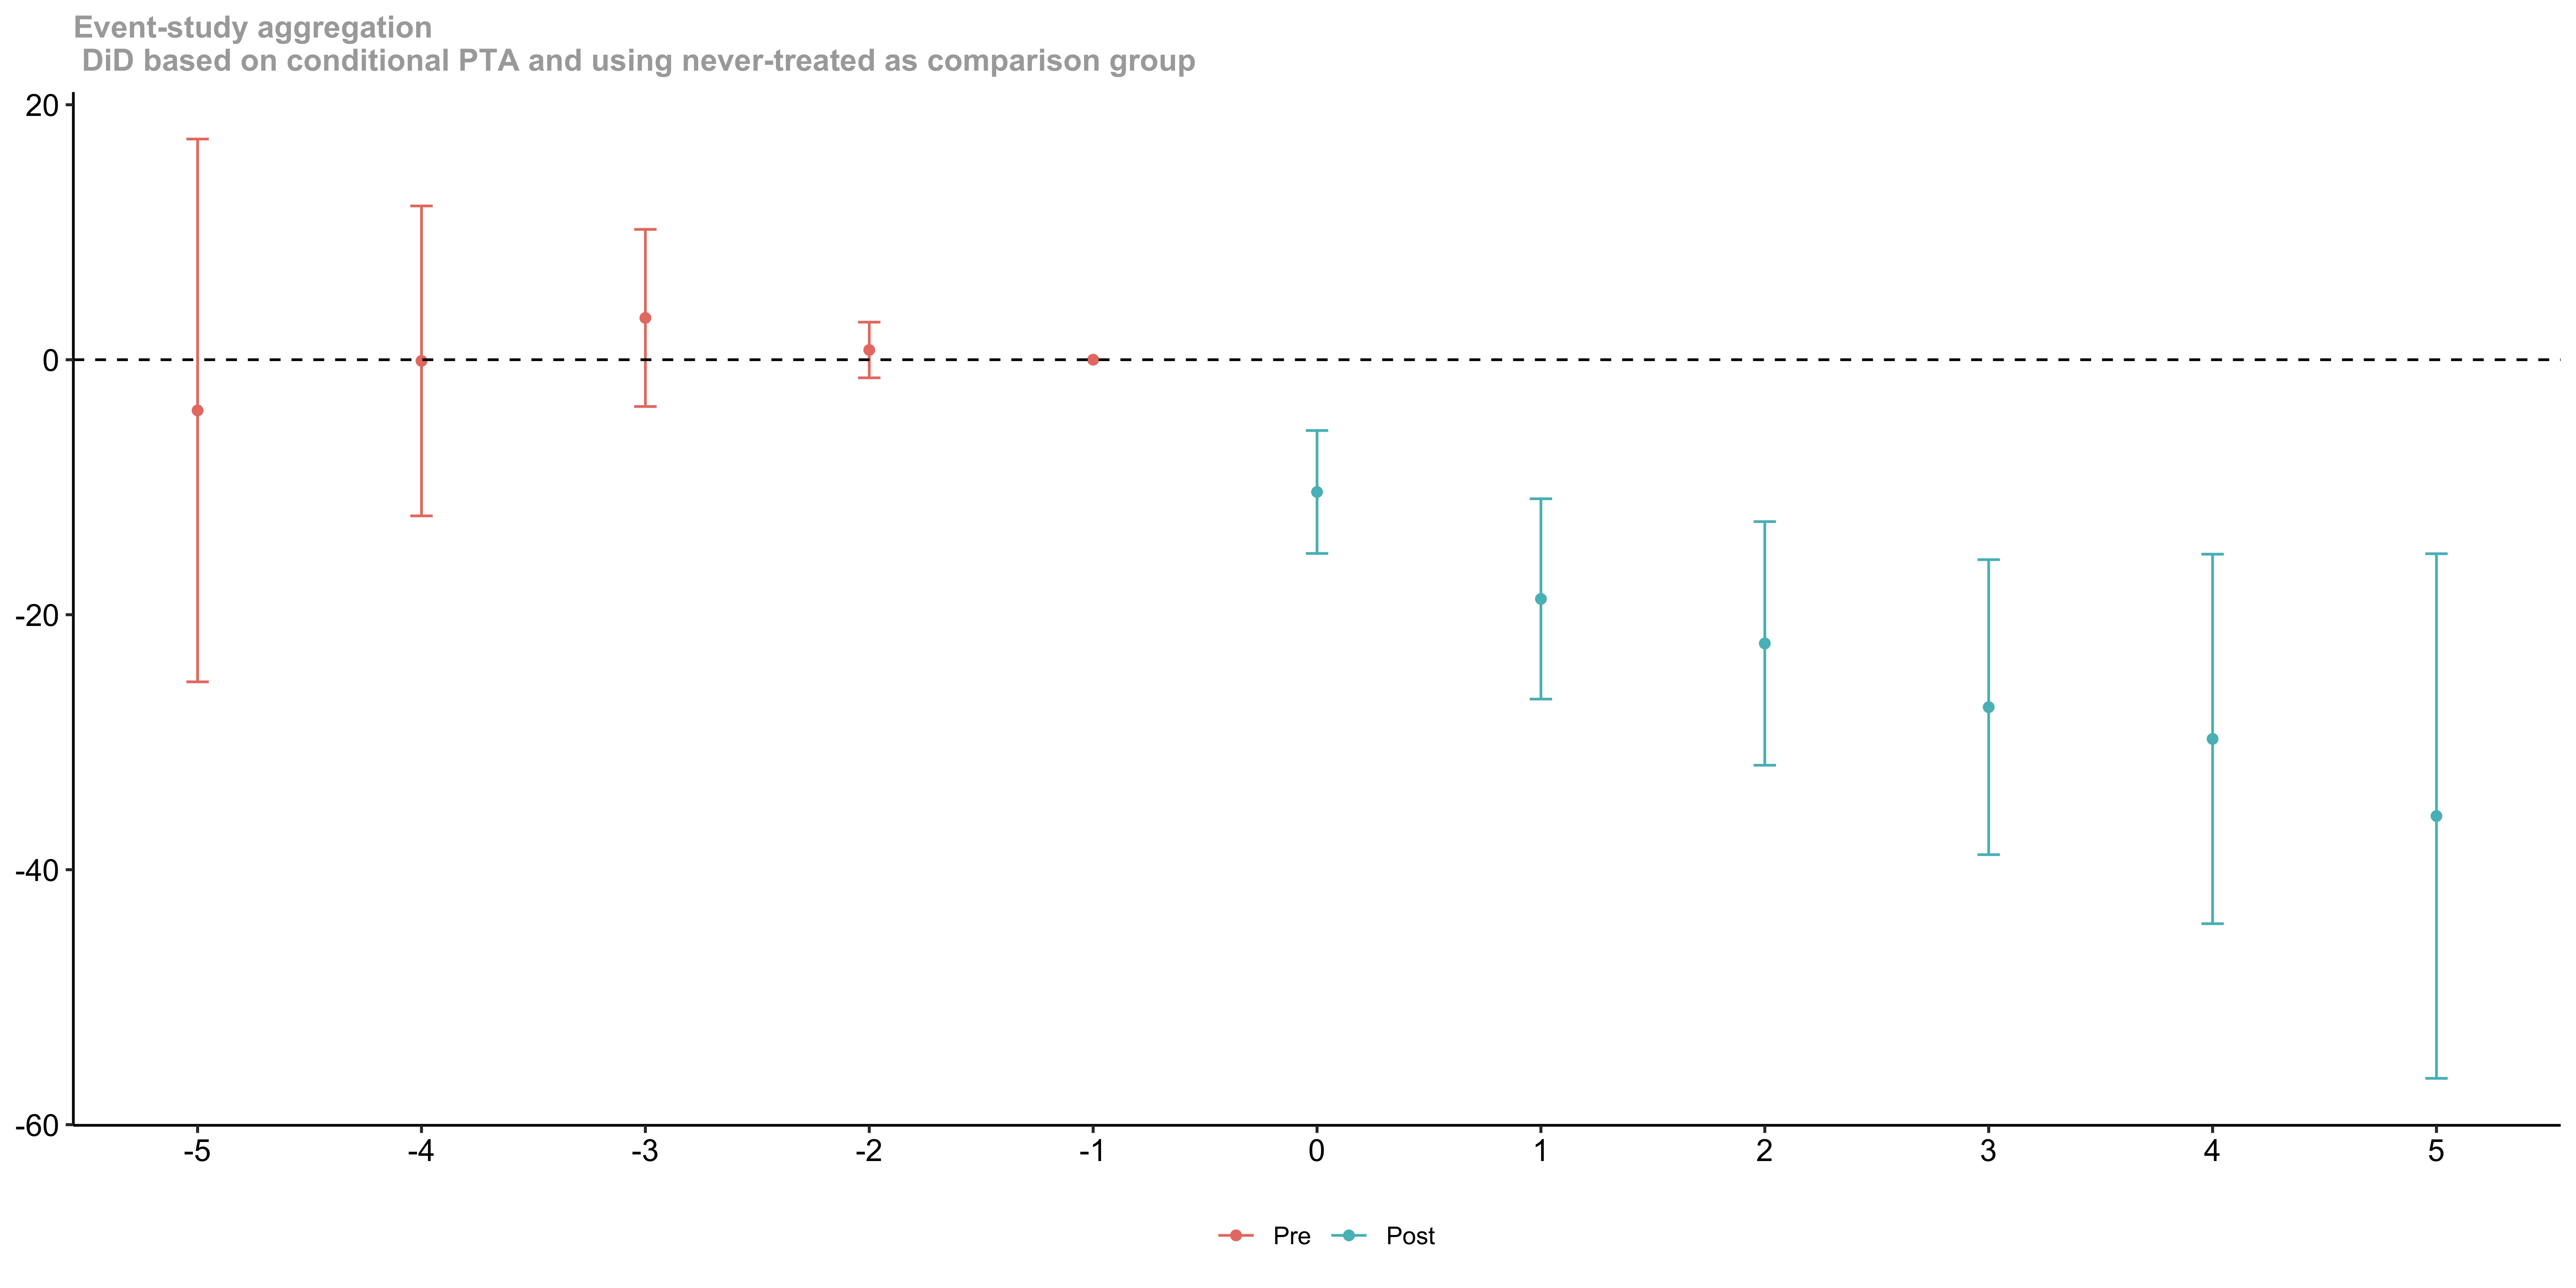 Event-study aggregation
DiD based on conditional PTA and using never-treated as comparison group
20
0
-20
-40
-60
-5 -4 -3 -2 -1 0 1 2 3 4 5
Pre Post